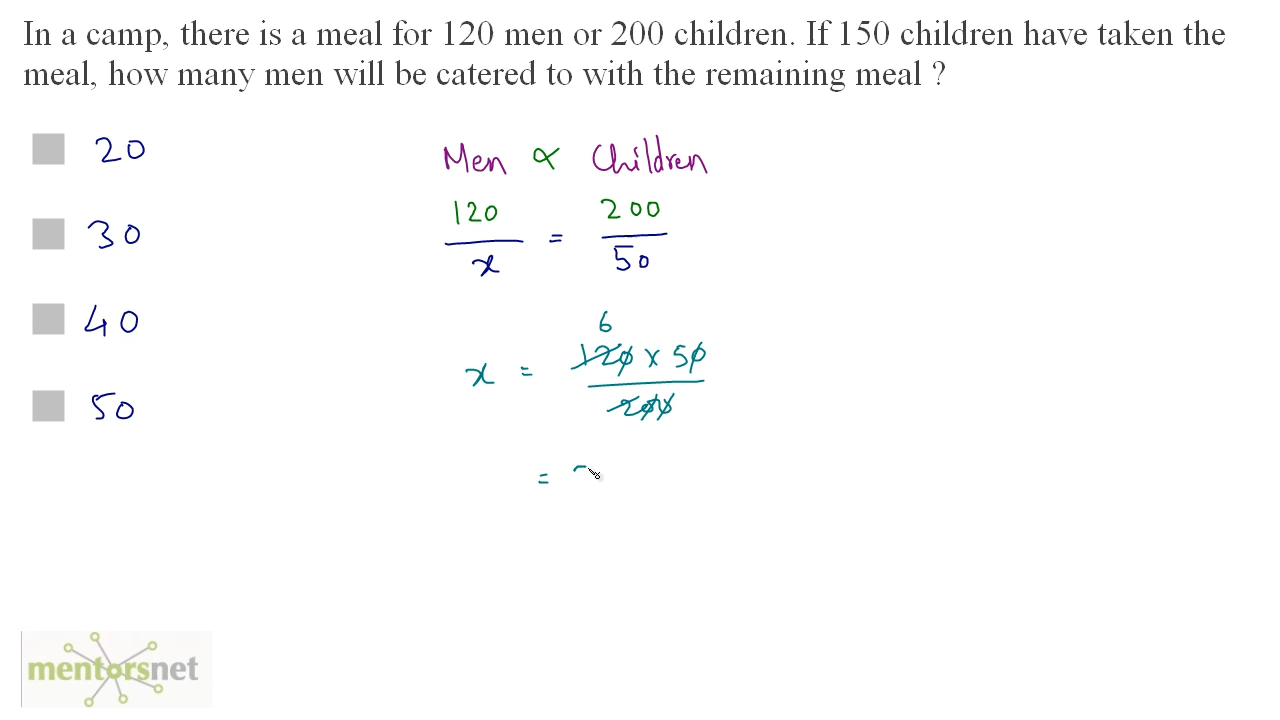 In a camp, there is a meal for 120 men or 200 children. If 150 children have taken the
meal, how many men will be catered to with the remaining meal ?
20
30
40
50
Men ∝ Children
120 / x = 200 / 50
6
x = 120 x 50 / 200
=
mentorsnet